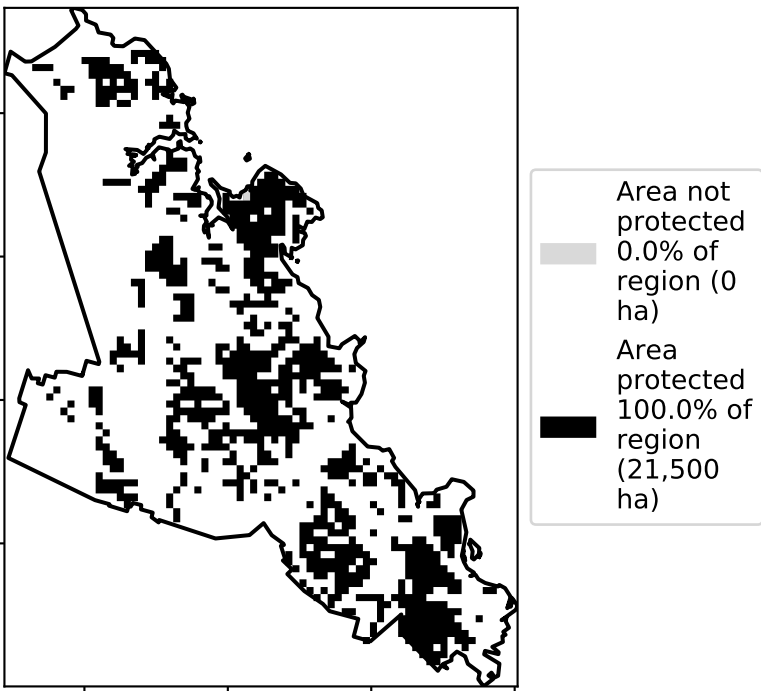 Area not
protected
0.0% of
region (0
ha)
Area
protected
100.0% of
region
(21,500
ha)